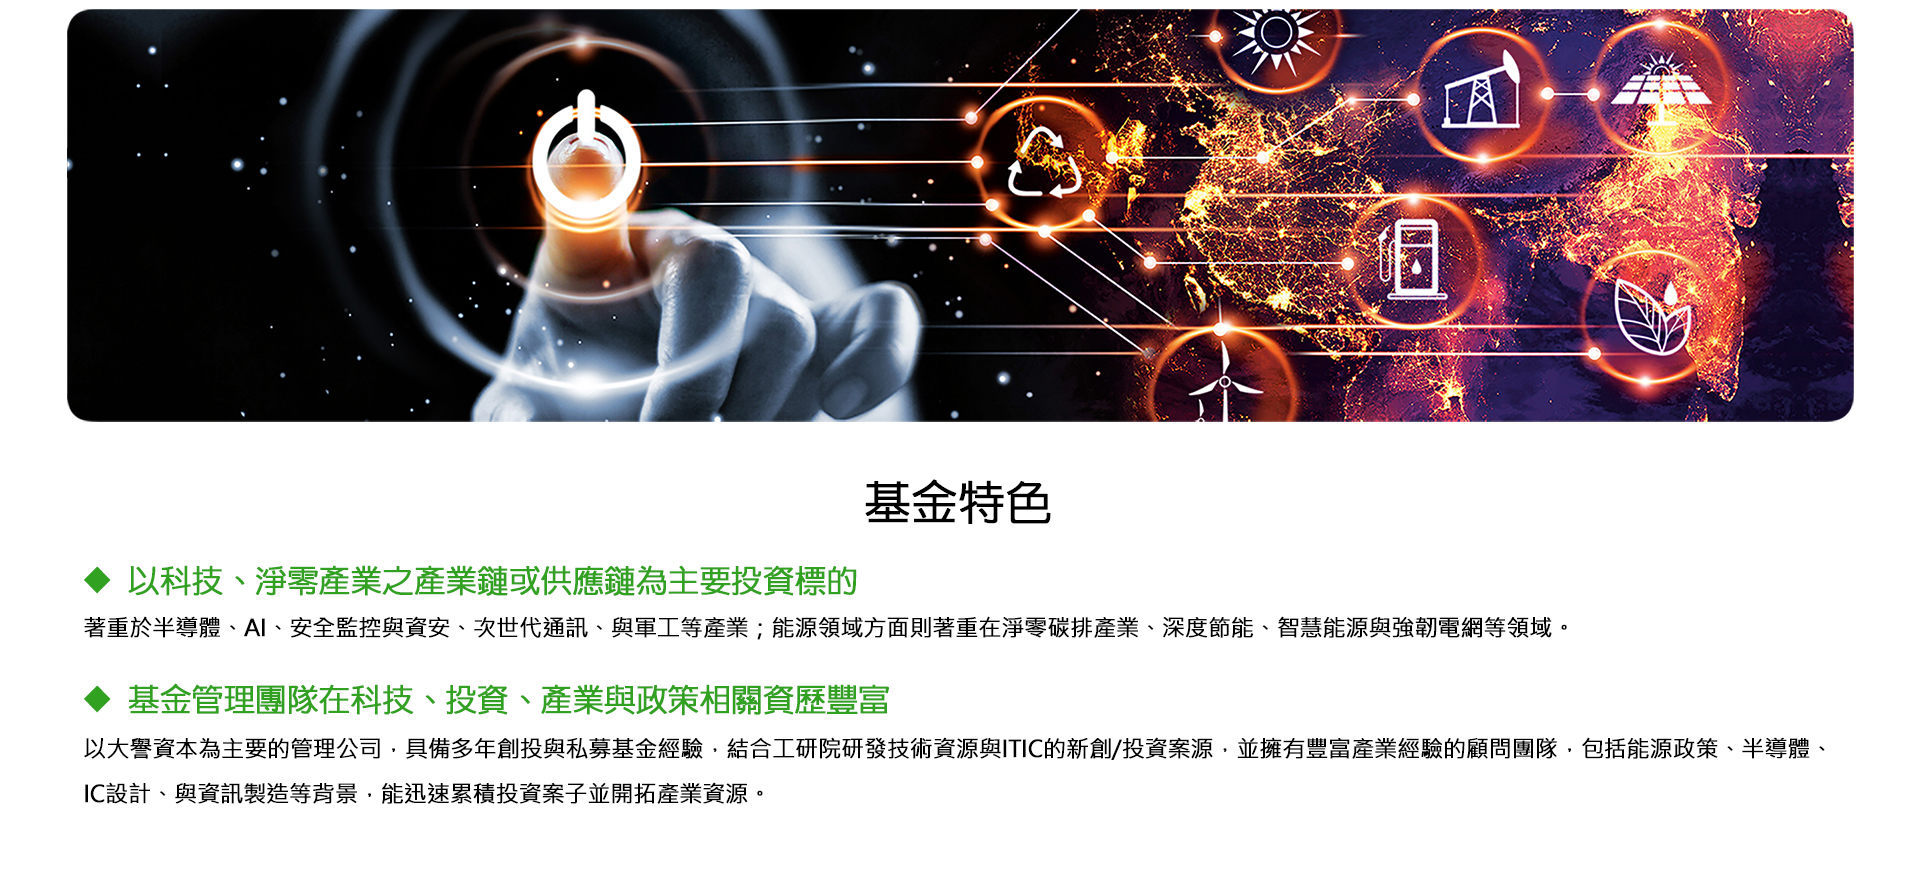 基金特色
◆ 以科技、淨零產業之產業鏈或供應鏈為主要投資標的
著重於半導體、AI、安全監控與資安、次世代通訊、與軍工等產業；能源領域方面則著重在淨零碳排產業、深度節能、智慧能源與強韌電網等領域。
◆ 基金管理團隊在科技、投資、產業與政策相關資歷豐富
以大譽資本為主要的管理公司，具備多年創投與私募基金經驗，結合工研院研發技術資源與ITIC的新創/投資案源，並擁有豐富產業經驗的顧問團隊，包括能源政策、半導體、
IC設計、與資訊製造等背景，能迅速累積投資案子並開拓產業資源。